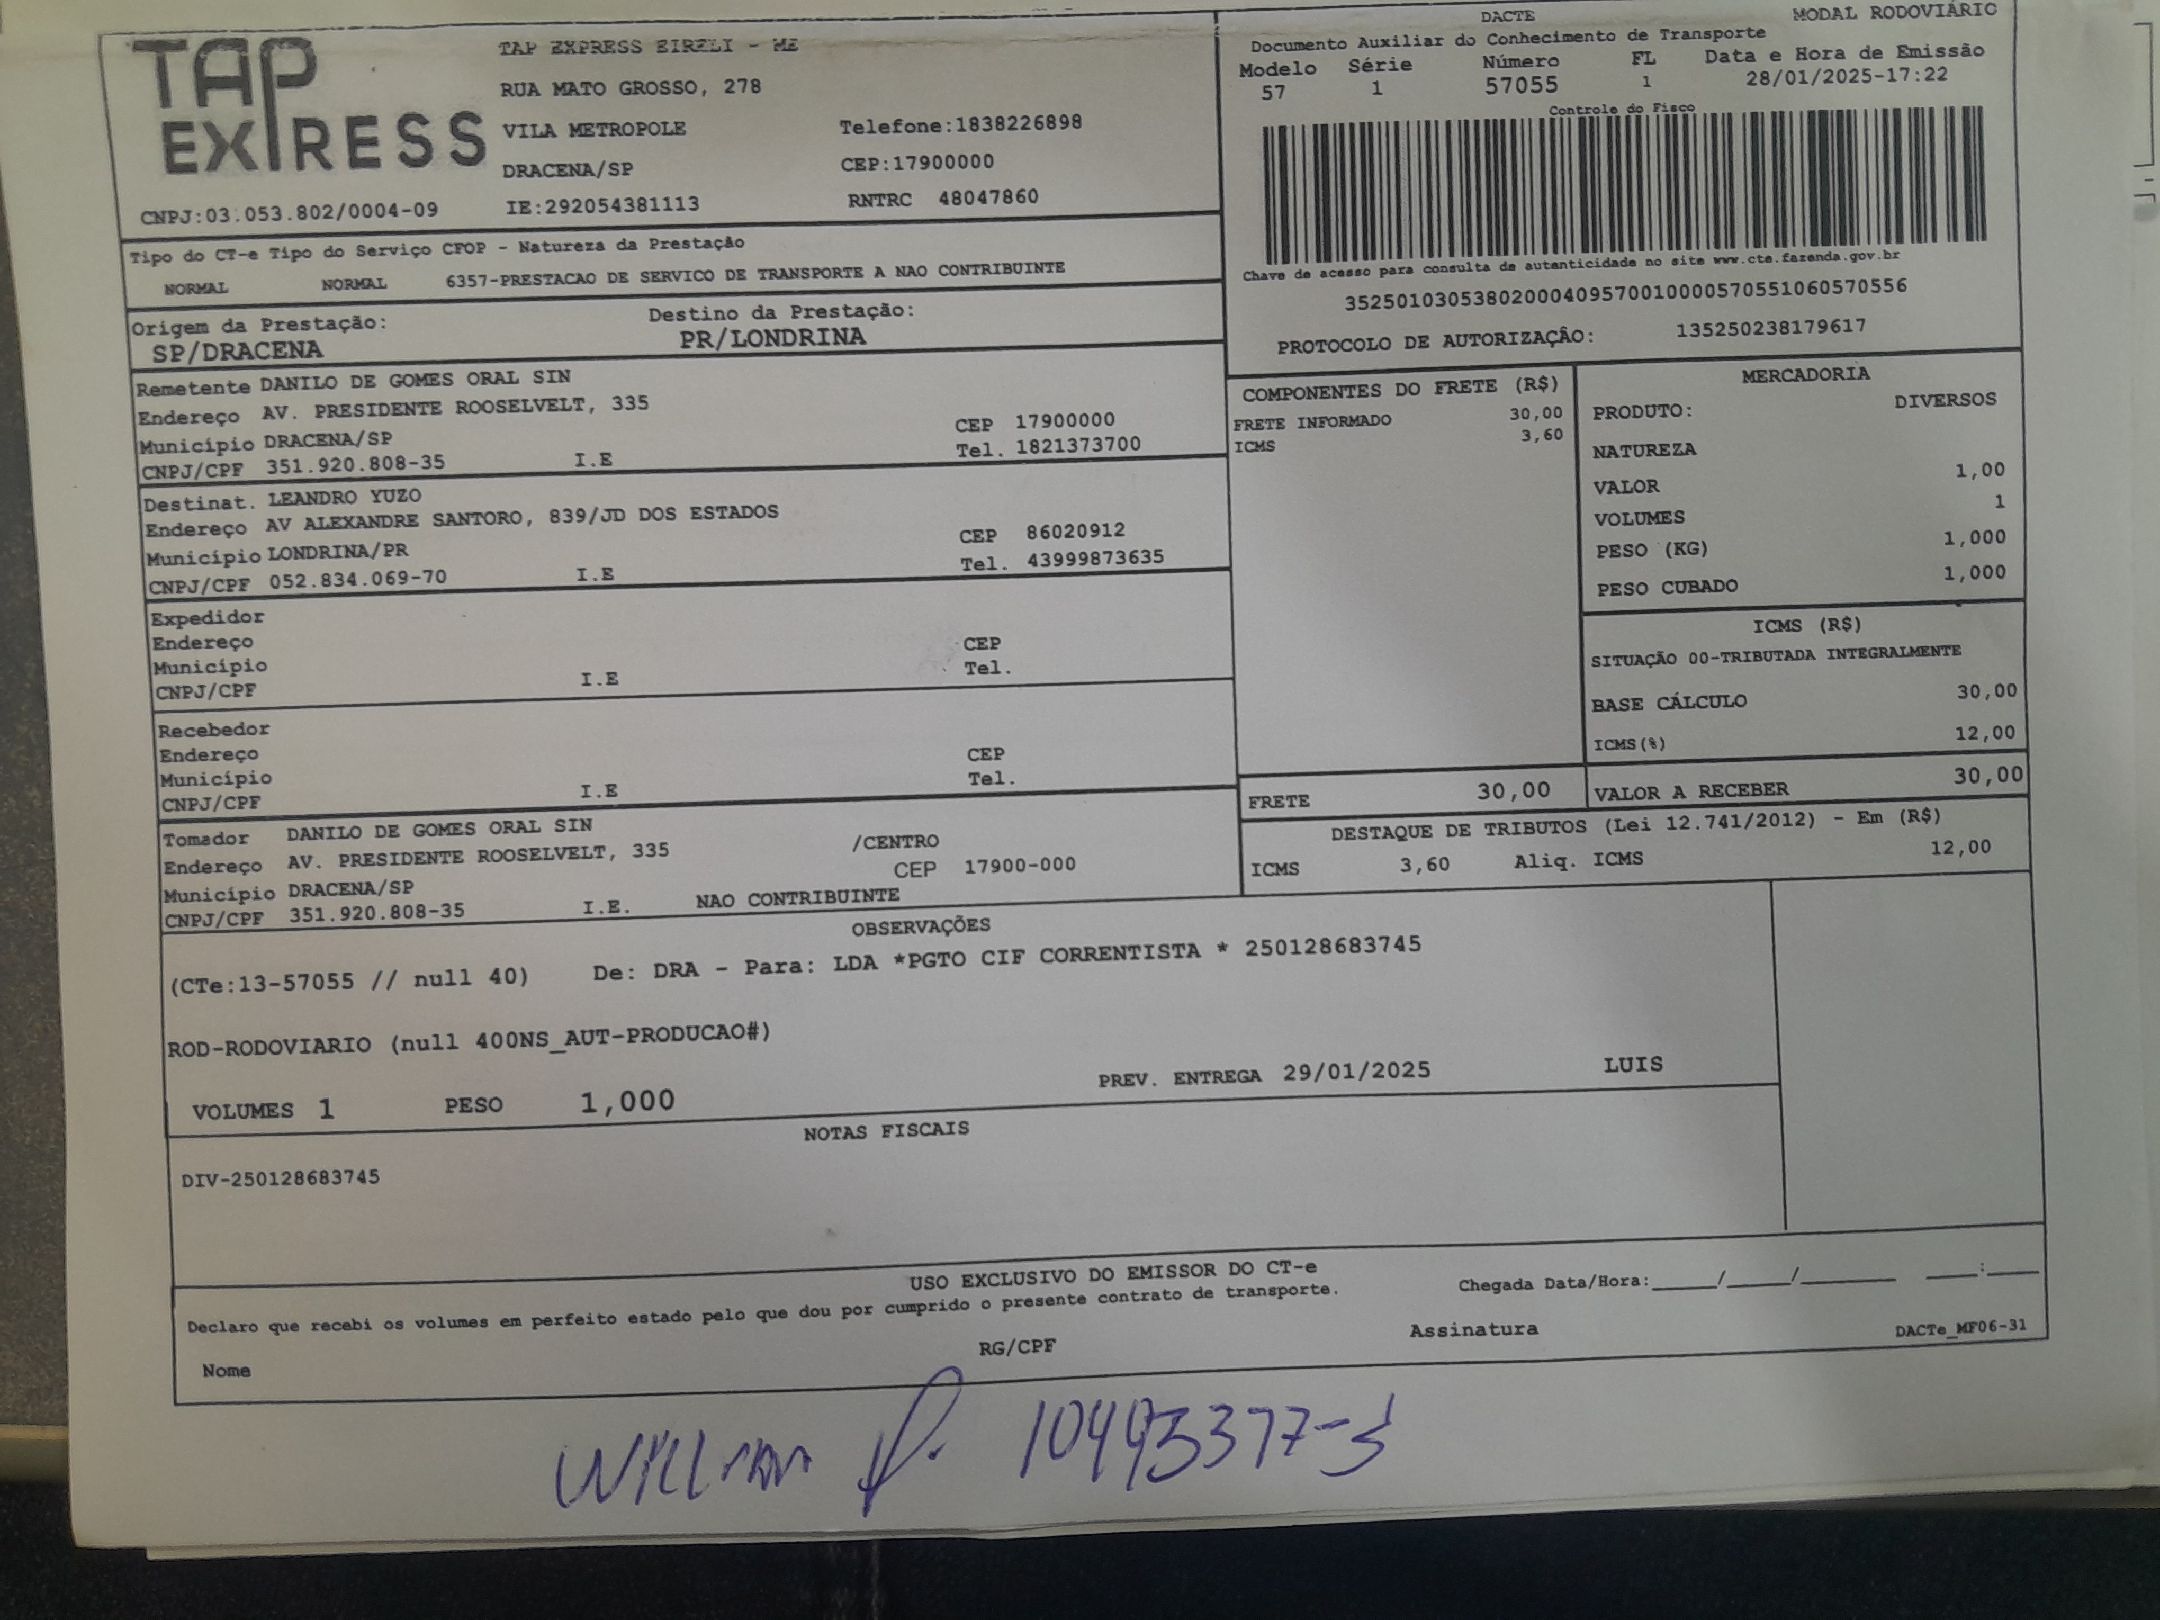 TAP EXPRESS
TAP EXPRESS EIRELI - ME
RUA MATO GROSSO, 278
VILA METROPOLE Telefone:1838226898
DRACENA/SP CEP:17900000
CNPJ:03.053.802/0004-09 IE:292054381113 RNTRC 48047860
DACTE MODAL RODOVIÁRIO
Documento Auxiliar do Conhecimento de Transporte
Modelo Série Número FL Data e Hora de Emissão
57 1 57055 1 28/01/2025-17:22
Controle do Fisco
Chave de acesso para consulta de autenticidade no site www.cte.fazenda.gov.br
35250103053802000409570010000570551060570556
PROTOCOLO DE AUTORIZAÇÃO: 135250238179617
Tipo do CT-e Tipo do Serviço CFOP - Natureza da Prestação
NORMAL NORMAL 6357-PRESTACAO DE SERVICO DE TRANSPORTE A NAO CONTRIBUINTE
Origem da Prestação: Destino da Prestação:
SP/DRACENA PR/LONDRINA
Remetente DANILO DE GOMES ORAL SIN
Endereço AV. PRESIDENTE ROOSELVELT, 335 CEP 17900000
Município DRACENA/SP Tel. 1821373700
CNPJ/CPF 351.920.808-35 I.E
Destinat. LEANDRO YUZO
Endereço AV ALEXANDRE SANTORO, 839/JD DOS ESTADOS CEP 86020912
Município LONDRINA/PR Tel. 43999873635
CNPJ/CPF 052.834.069-70 I.E
Expedidor
Endereço CEP
Município Tel.
CNPJ/CPF I.E
Recebedor
Endereço CEP
Município Tel.
CNPJ/CPF I.E
Tomador DANILO DE GOMES ORAL SIN /CENTRO
Endereço AV. PRESIDENTE ROOSELVELT, 335 CEP 17900-000
Município DRACENA/SP
CNPJ/CPF 351.920.808-35 I.E. NAO CONTRIBUINTE
COMPONENTES DO FRETE (R$)
FRETE INFORMADO 30,00
ICMS 3,60
MERCADORIA
PRODUTO: DIVERSOS
NATUREZA
VALOR 1,00
VOLUMES 1
PESO (KG) 1,000
PESO CUBADO 1,000
ICMS (R$)
SITUAÇÃO 00-TRIBUTADA INTEGRALMENTE
BASE CÁLCULO 30,00
ICMS(%) 12,00
FRETE 30,00 VALOR A RECEBER 30,00
DESTAQUE DE TRIBUTOS (Lei 12.741/2012) - Em (R$)
ICMS 3,60 Aliq. ICMS 12,00
OBSERVAÇÕES
(CTe:13-57055 // null 40) De: DRA - Para: LDA *PGTO CIF CORRENTISTA * 250128683745
ROD-RODOVIARIO (null 400NS_AUT-PRODUCAO#)
VOLUMES 1 PESO 1,000 PREV. ENTREGA 29/01/2025 LUIS
NOTAS FISCAIS
DIV-250128683745
USO EXCLUSIVO DO EMISSOR DO CT-e
Declaro que recebi os volumes em perfeito estado pelo que dou por cumprido o presente contrato de transporte. Chegada Data/Hora:____/____/______ ___:___
Nome RG/CPF Assinatura DACTe_MF06-31